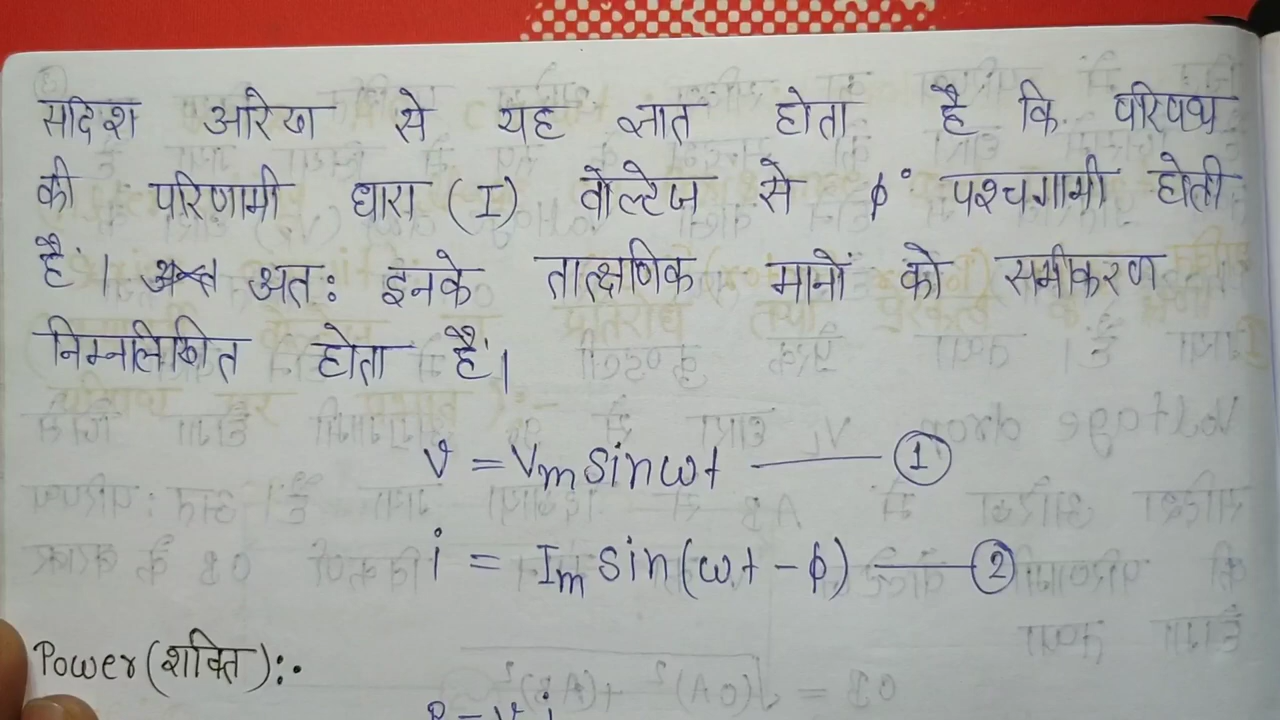 सदिश आरेख से यह ज्ञात होता है कि परिपथ
की परिणामी धारा (I) वोल्टेज से ϕ° पश्चगामी होती
हैं। अतः इनके तात्क्षणिक मानों को समीकरण
निम्नलिखित होता हैं।
v = Vm sinωt —— ①
i = Im sin(ωt - ϕ) —— ②
Power (शक्ति):-
P = v i